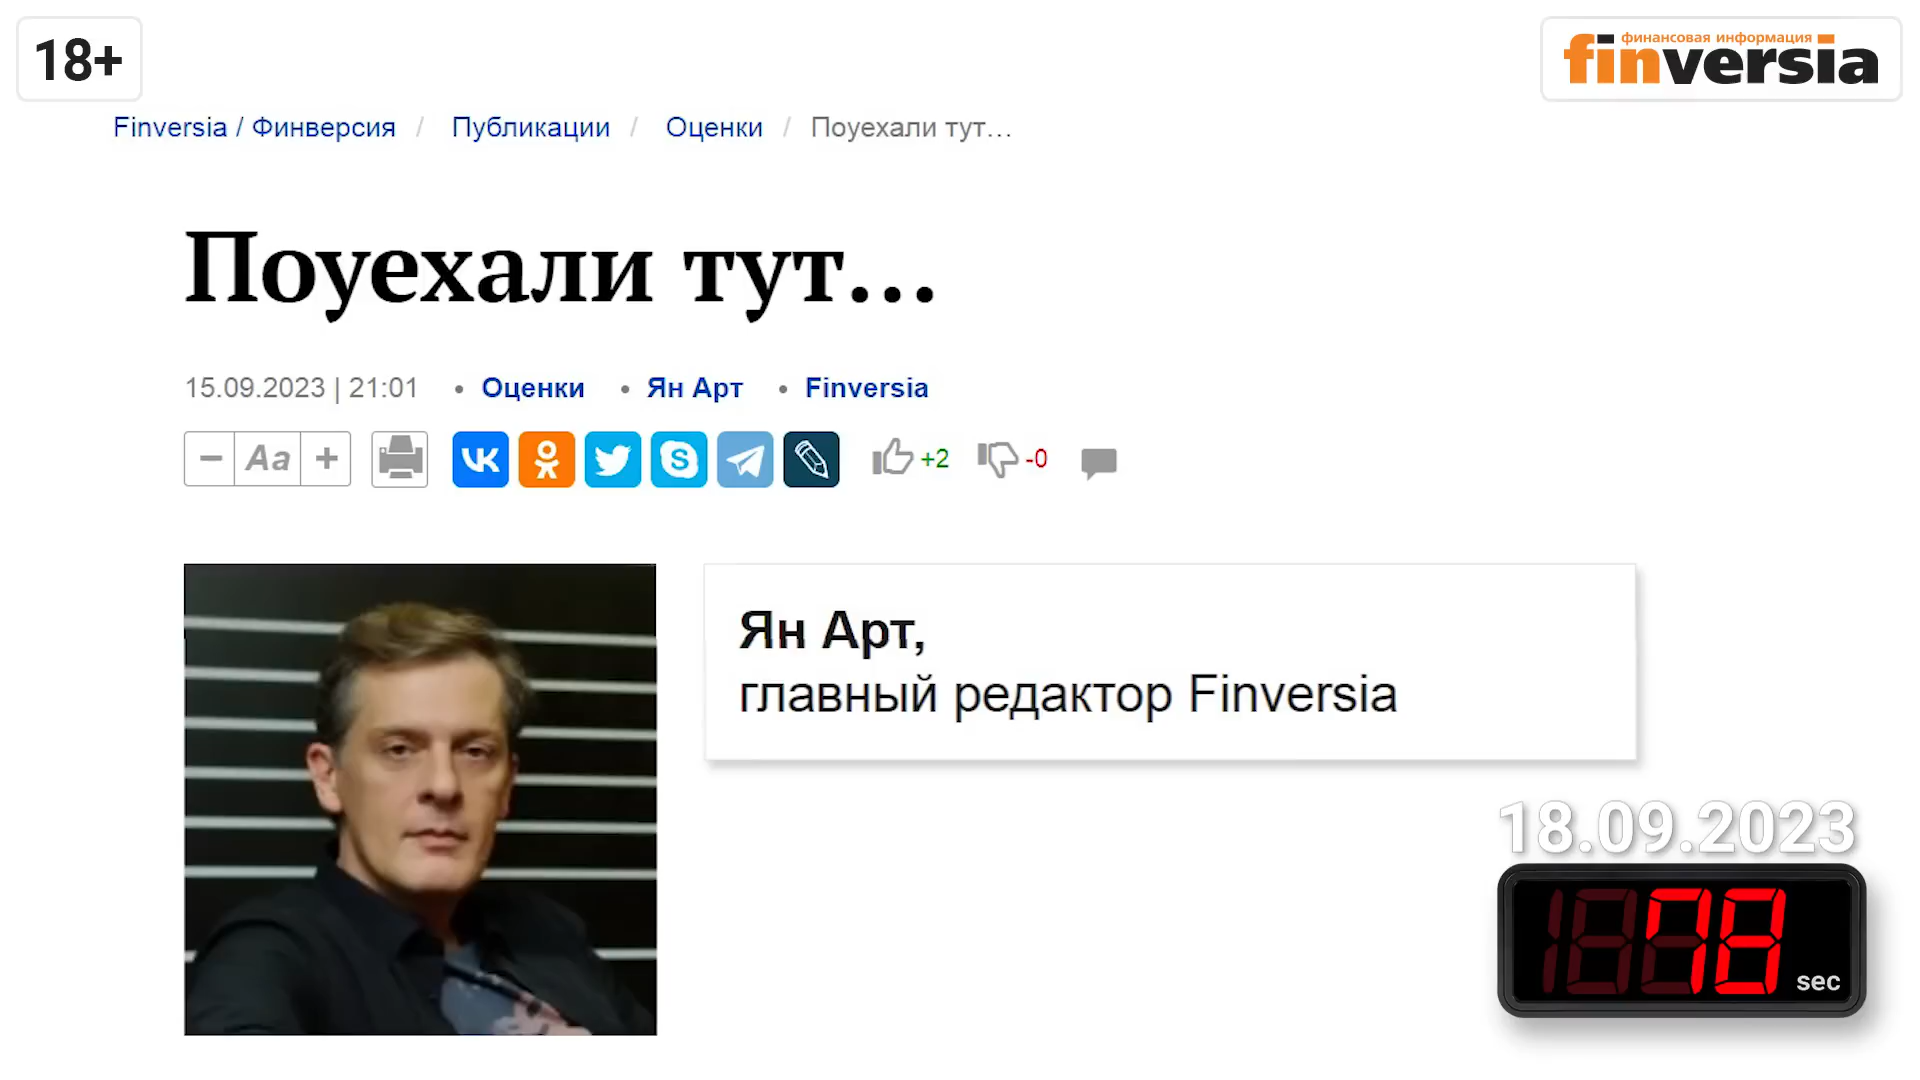 18+
финансовая информация
finversia
Finversia / Финверсия / Публикации / Оценки / Поуехали тут...
Поуехали тут...
15.09.2023 | 21:01 • Оценки • Ян Арт • Finversia
− Aa + +2 -0
Ян Арт,
главный редактор Finversia
18.09.2023
78 sec